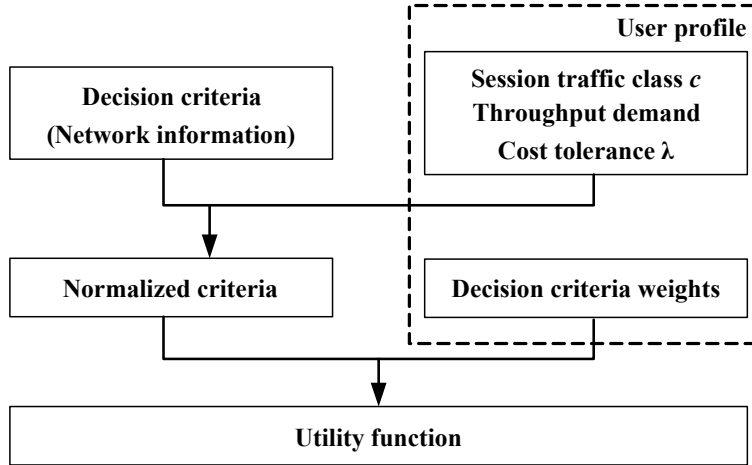 User profile
Decision criteria
(Network information)
Session traffic class c
Throughput demand
Cost tolerance λ
Normalized criteria
Decision criteria weights
Utility function